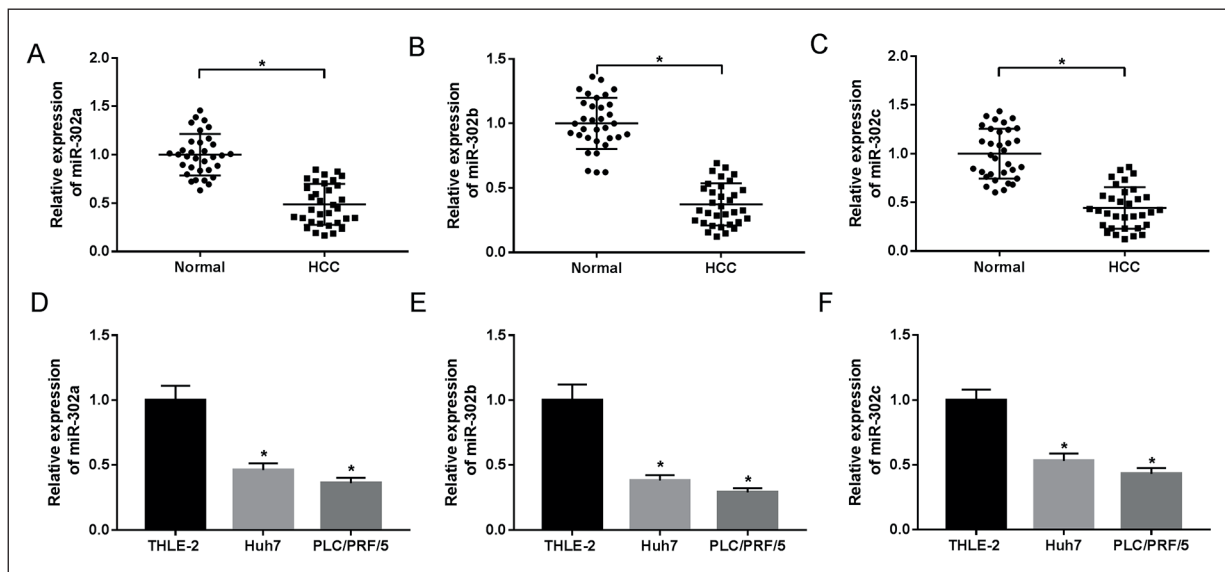 A
Relative expression
of miR-302a
2.0
1.5
1.0
0.5
0.0
*
Normal
HCC
B
Relative expression
of miR-302b
1.5
1.0
0.5
0.0
*
Normal
HCC
C
Relative expression
of miR-302c
2.0
1.5
1.0
0.5
0.0
*
Normal
HCC
D
Relative expression
of miR-302a
1.5
1.0
0.5
0.0
*
*
THLE-2
Huh7
PLC/PRF/5
E
Relative expression
of miR-302b
1.5
1.0
0.5
0.0
*
*
THLE-2
Huh7
PLC/PRF/5
F
Relative expression
of miR-302c
1.5
1.0
0.5
0.0
*
*
THLE-2
Huh7
PLC/PRF/5